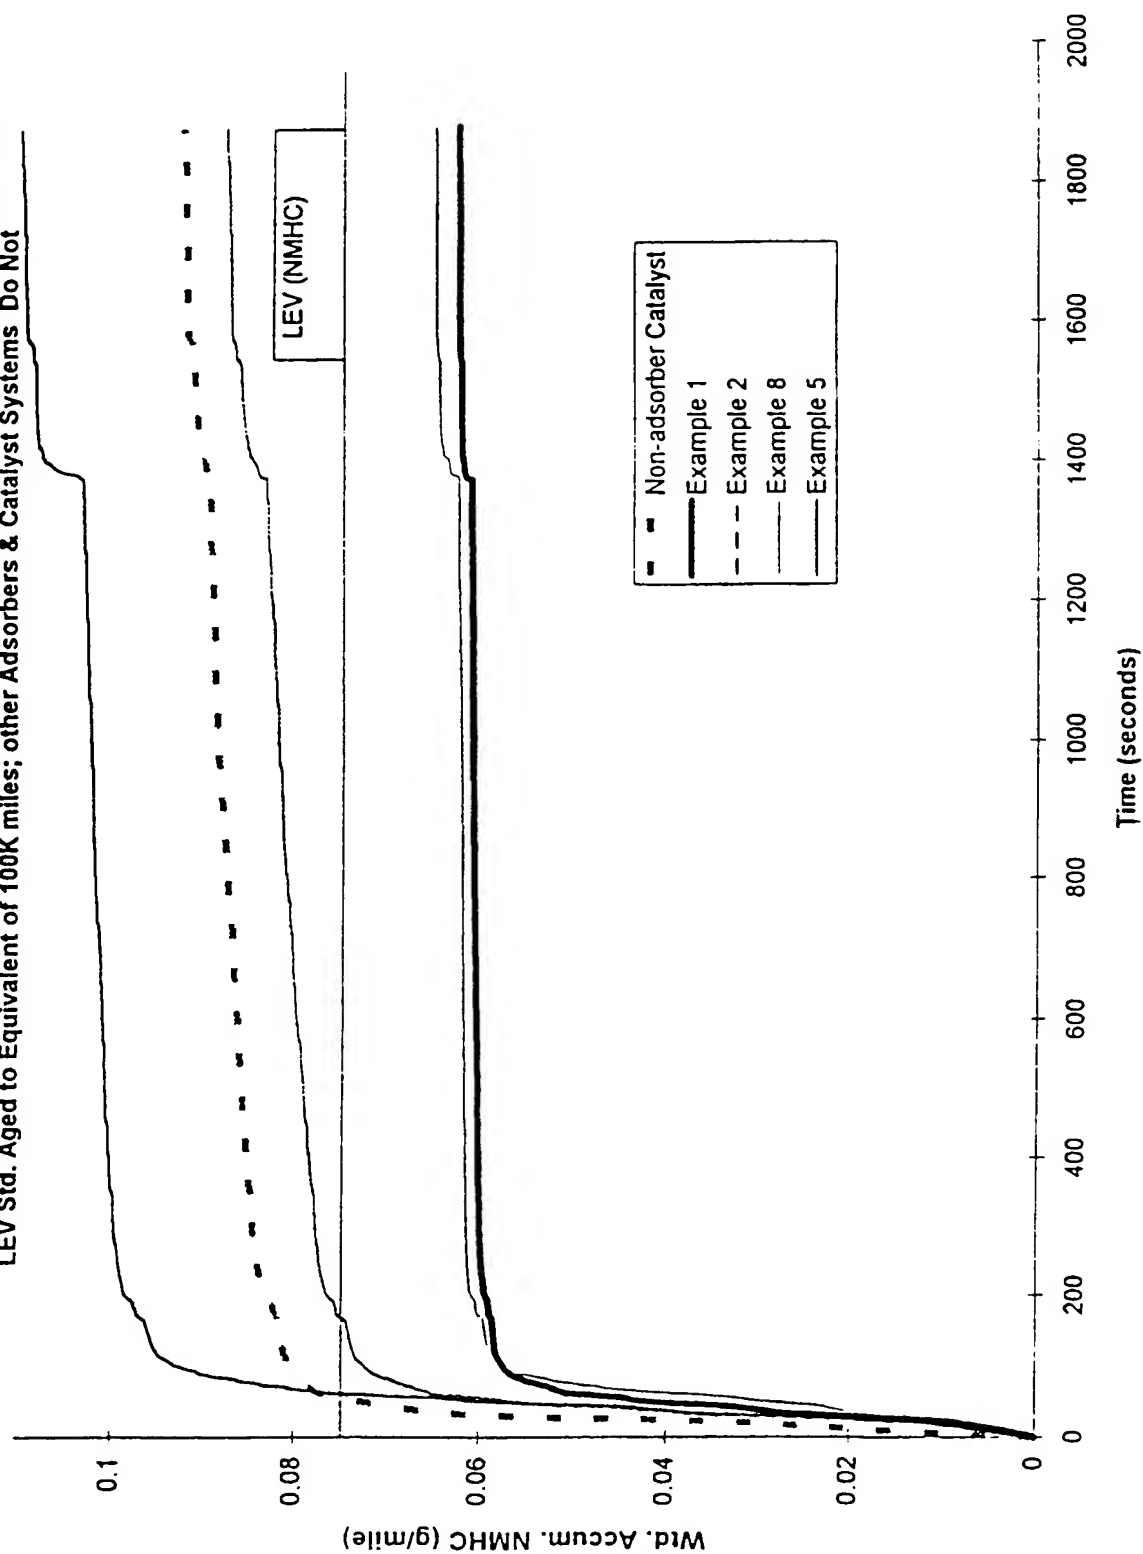 LEV Std. Aged to Equivalent of 100K miles; other Adsorbers & Catalyst Systems Do Not
Wtd. Accum. NMHC (g/mile)
0.1
0.08
0.06
0.04
0.02
0
LEV (NMHC)
Non-adsorber Catalyst
Example 1
Example 2
Example 8
Example 5
0
200
400
600
800
1000
1200
1400
1600
1800
2000
Time (seconds)